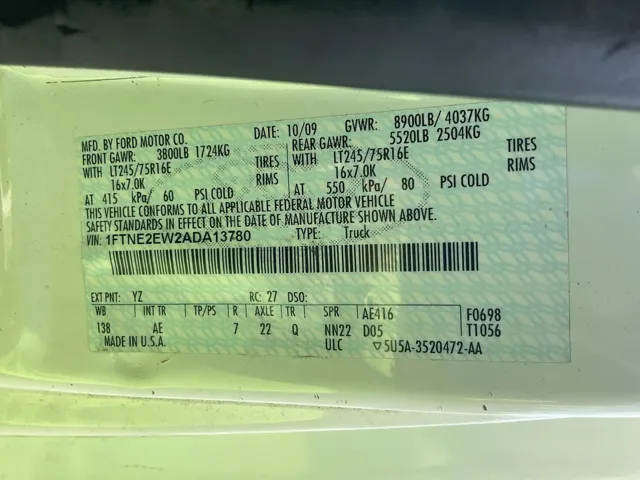 MFD. BY FORD MOTOR CO. DATE: 10/09 GVWR: 8900LB/ 4037KG
FRONT GAWR: 3800LB 1724KG REAR GAWR: 5520LB 2504KG
WITH LT245/75R16E TIRES WITH LT245/75R16E TIRES
16x7.0K RIMS 16x7.0K RIMS
AT 415 kPa/ 60 PSI COLD AT 550 kPa/ 80 PSI COLD
THIS VEHICLE CONFORMS TO ALL APPLICABLE FEDERAL MOTOR VEHICLE
SAFETY STANDARDS IN EFFECT ON THE DATE OF MANUFACTURE SHOWN ABOVE.
VIN: 1FTNE2EW2ADA13780 TYPE: Truck
EXT PNT: YZ RC: 27 DSO:
WB INT TR TP/PS R AXLE TR SPR AE416 F0698
138 AE 7 22 Q NN22 D05 T1056
MADE IN U.S.A. ULC ▽5U5A-3520472-AA